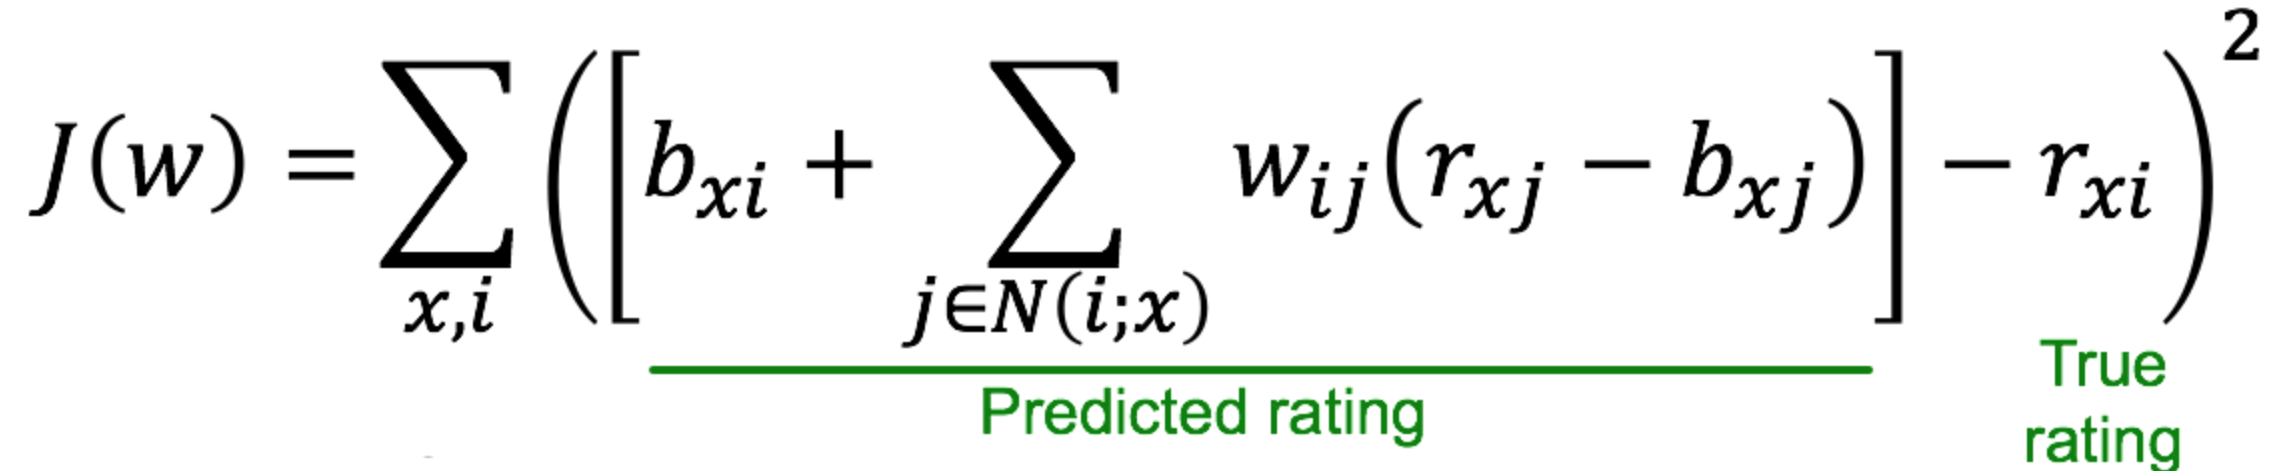 J(w) = ∑_{x,i} ( [ b_{xi} + ∑_{j∈N(i;x)} w_{ij}(r_{xj} − b_{xj}) ] − r_{xi} )^2
Predicted rating
True
rating